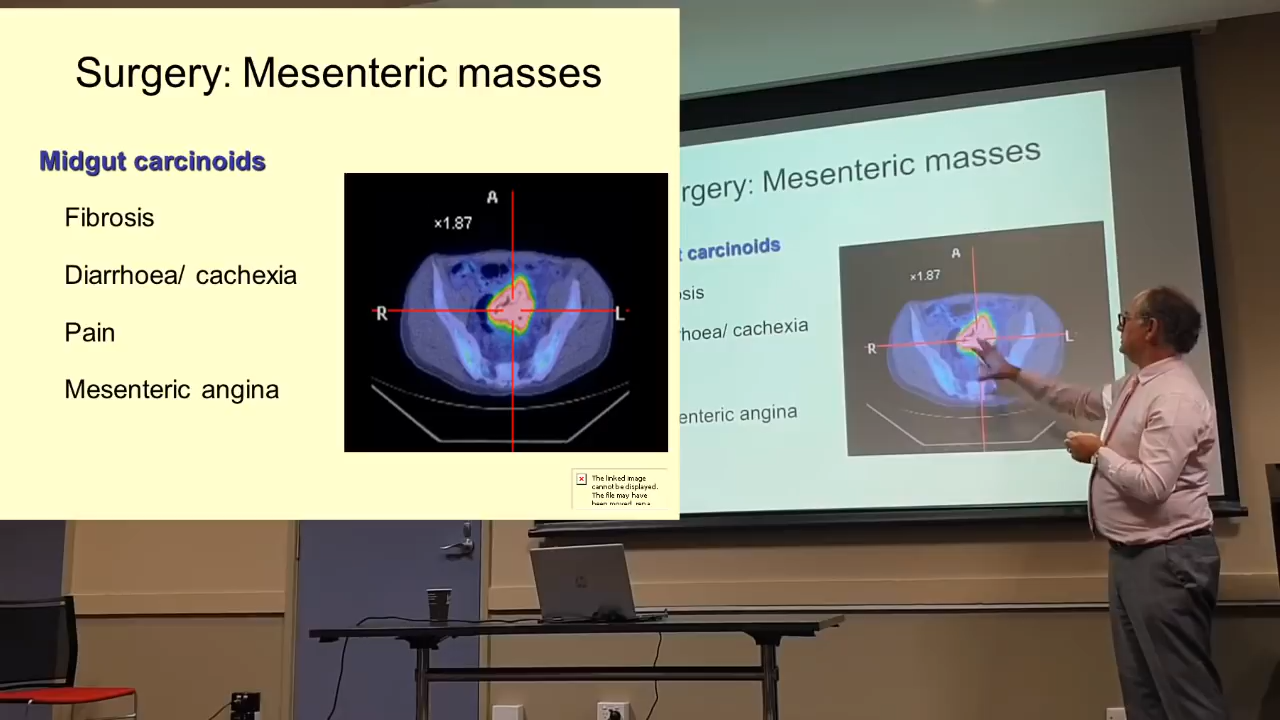 Surgery: Mesenteric masses
Midgut carcinoids
Fibrosis
Diarrhoea/ cachexia
Pain
Mesenteric angina
A
×1.87
R
L
The linked image
cannot be displayed.
The file may have
been moved, rena
rgery: Mesenteric masses
t carcinoids
osis
rhoea/ cachexia
enteric angina
A
×1.87
R
L
hp